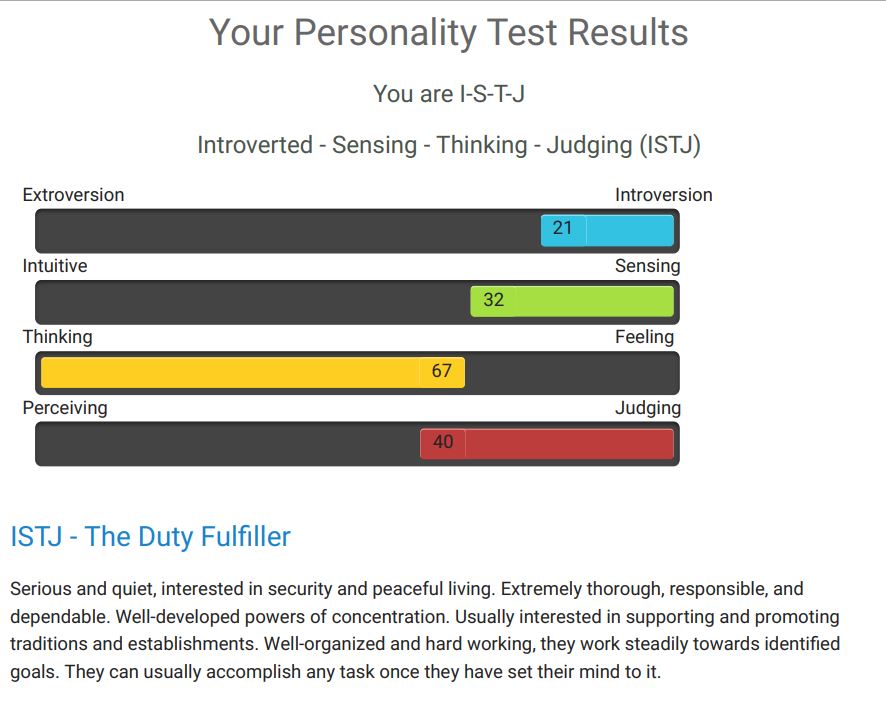 Your Personality Test Results
You are I-S-T-J
Introverted - Sensing - Thinking - Judging (ISTJ)
Extroversion Introversion
21
Intuitive Sensing
32
Thinking Feeling
67
Perceiving Judging
40
ISTJ - The Duty Fulfiller
Serious and quiet, interested in security and peaceful living. Extremely thorough, responsible, and
dependable. Well-developed powers of concentration. Usually interested in supporting and promoting
traditions and establishments. Well-organized and hard working, they work steadily towards identified
goals. They can usually accomplish any task once they have set their mind to it.